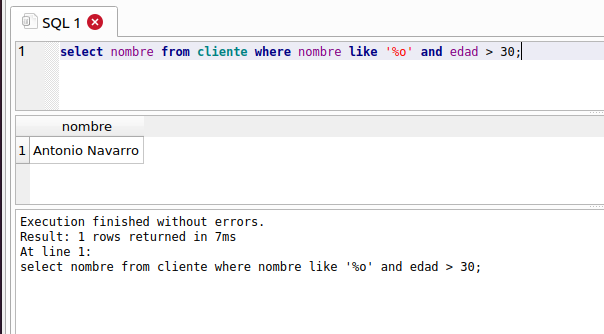 SQL 1
1 select nombre from cliente where nombre like '%o' and edad > 30;
nombre
1 Antonio Navarro
Execution finished without errors.
Result: 1 rows returned in 7ms
At line 1:
select nombre from cliente where nombre like '%o' and edad > 30;